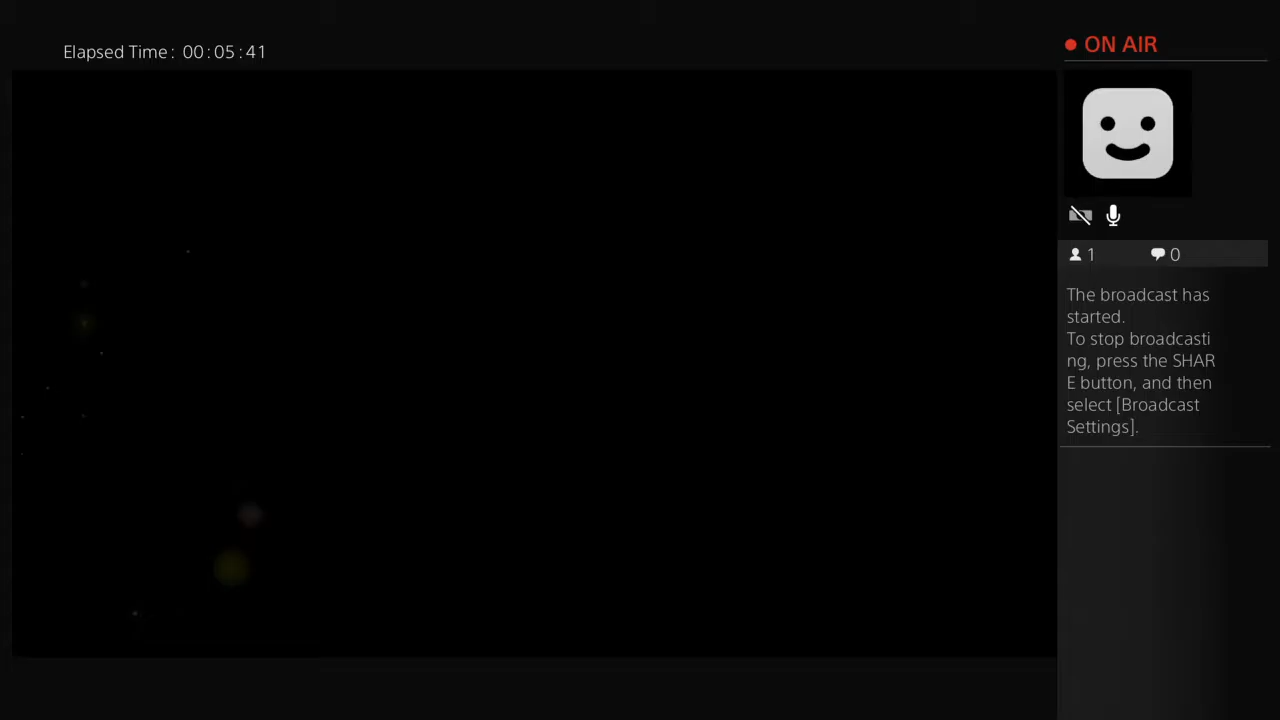 Elapsed Time: 00:05:41
ON AIR
1 0
The broadcast has
started.
To stop broadcasti
ng, press the SHAR
E button, and then
select [Broadcast
Settings].